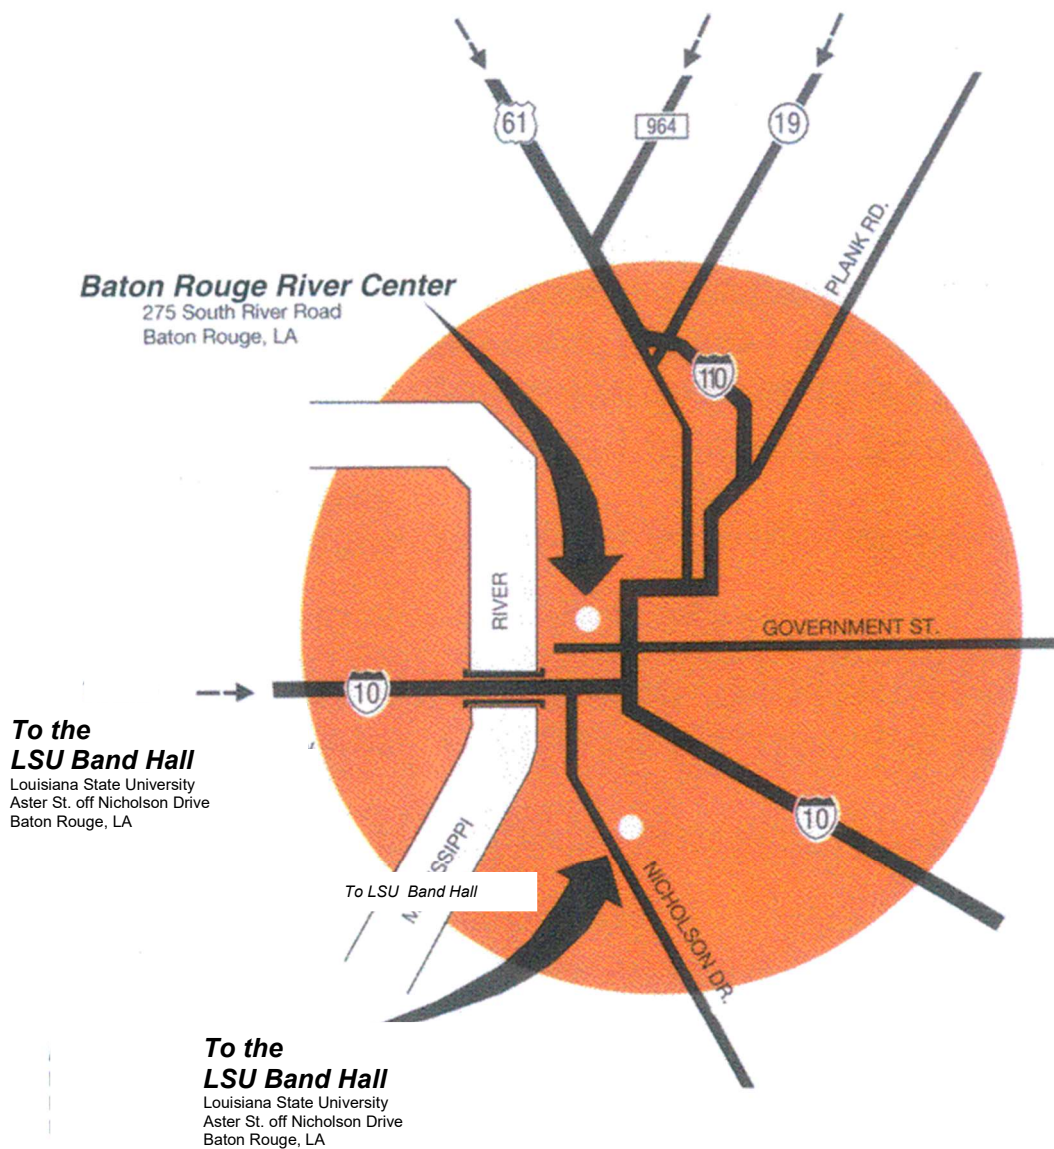 61
964
19
PLANK RD.
Baton Rouge River Center
275 South River Road
Baton Rouge, LA
110
RIVER
GOVERNMENT ST.
10
To the
LSU Band Hall
Louisiana State University
Aster St. off Nicholson Drive
Baton Rouge, LA
10
SSIPPI
To LSU Band Hall
NICHOLSON DR.
To the
LSU Band Hall
Louisiana State University
Aster St. off Nicholson Drive
Baton Rouge, LA